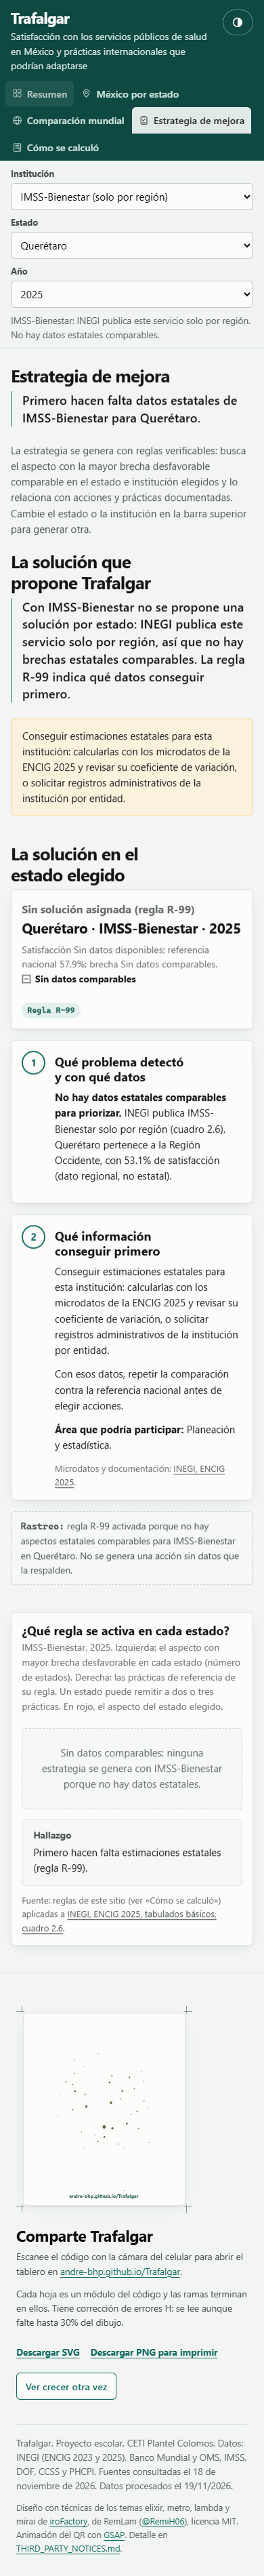 Trafalgar
Satisfacción con los servicios públicos de salud
en México y prácticas internacionales que
podrían adaptarse
Resumen
México por estado
Comparación mundial
Estrategia de mejora
Cómo se calculó
Institución
IMSS-Bienestar (solo por región)
Estado
Querétaro
Año
2025
IMSS-Bienestar: INEGI publica este servicio solo por región.
No hay datos estatales comparables.
Estrategia de mejora
Primero hacen falta datos estatales de
IMSS-Bienestar para Querétaro.
La estrategia se genera con reglas verificables: busca
el aspecto con la mayor brecha desfavorable
comparable en el estado e institución elegidos y lo
relaciona con acciones y prácticas documentadas.
Cambie el estado o la institución en la barra superior
para generar otra.
La solución que
propone Trafalgar
Con IMSS-Bienestar no se propone una
solución por estado: INEGI publica este
servicio solo por región, así que no hay
brechas estatales comparables. La regla
R-99 indica qué datos conseguir
primero.
Conseguir estimaciones estatales para esta
institución: calcularlas con los microdatos de la
ENCIG 2025 y revisar su coeficiente de variación,
o solicitar registros administrativos de la
institución por entidad.
La solución en el
estado elegido
Sin solución asignada (regla R-99)
Querétaro · IMSS-Bienestar · 2025
Satisfacción Sin datos disponibles; referencia
nacional 57.9%; brecha Sin datos comparables.
Sin datos comparables
Regla R-99
1
Qué problema detectó
y con qué datos
No hay datos estatales comparables
para priorizar. INEGI publica IMSS-
Bienestar solo por región (cuadro 2.6).
Querétaro pertenece a la Región
Occidente, con 53.1% de satisfacción
(dato regional, no estatal).
2
Qué información
conseguir primero
Conseguir estimaciones estatales para
esta institución: calcularlas con los
microdatos de la ENCIG 2025 y revisar su
coeficiente de variación, o solicitar
registros administrativos de la institución
por entidad.
Con esos datos, repetir la comparación
contra la referencia nacional antes de
elegir acciones.
Área que podría participar: Planeación
y estadística.
Microdatos y documentación: INEGI, ENCIG
2025.
Rastreo: regla R-99 activada porque no hay
aspectos estatales comparables para IMSS-Bienestar
en Querétaro. No se genera una acción sin datos que
la respalden.
¿Qué regla se activa en cada estado?
IMSS-Bienestar, 2025. Izquierda: el aspecto con
mayor brecha desfavorable en cada estado (número
de estados). Derecha: las prácticas de referencia de
su regla. Un estado puede remitir a dos o tres
prácticas. En rojo, el aspecto del estado elegido.
Sin datos comparables: ninguna
estrategia se genera con IMSS-Bienestar
porque no hay datos estatales.
Hallazgo
Primero hacen falta estimaciones estatales
(regla R-99).
Fuente: reglas de este sitio (ver «Cómo se calculó»)
aplicadas a INEGI, ENCIG 2025, tabulados básicos,
cuadro 2.6.
andre-bhp.github.io/Trafalgar
Comparte Trafalgar
Escanee el código con la cámara del celular para abrir el
tablero en andre-bhp.github.io/Trafalgar.
Cada hoja es un módulo del código y las ramas terminan
en ellos. Tiene corrección de errores H: se lee aunque
falte hasta 30% del dibujo.
Descargar SVG
Descargar PNG para imprimir
Ver crecer otra vez
Trafalgar. Proyecto escolar, CETI Plantel Colomos. Datos:
INEGI (ENCIG 2023 y 2025), Banco Mundial y OMS, IMSS,
DOF, CCSS y PHCPI. Fuentes consultadas el 18 de
noviembre de 2026. Datos procesados el 19/11/2026.
Diseño con técnicas de los temas elixir, metro, lambda y
mirai de iroFactory, de RemLam (@RemiH06), licencia MIT.
Animación del QR con GSAP. Detalle en
THIRD_PARTY_NOTICES.md.